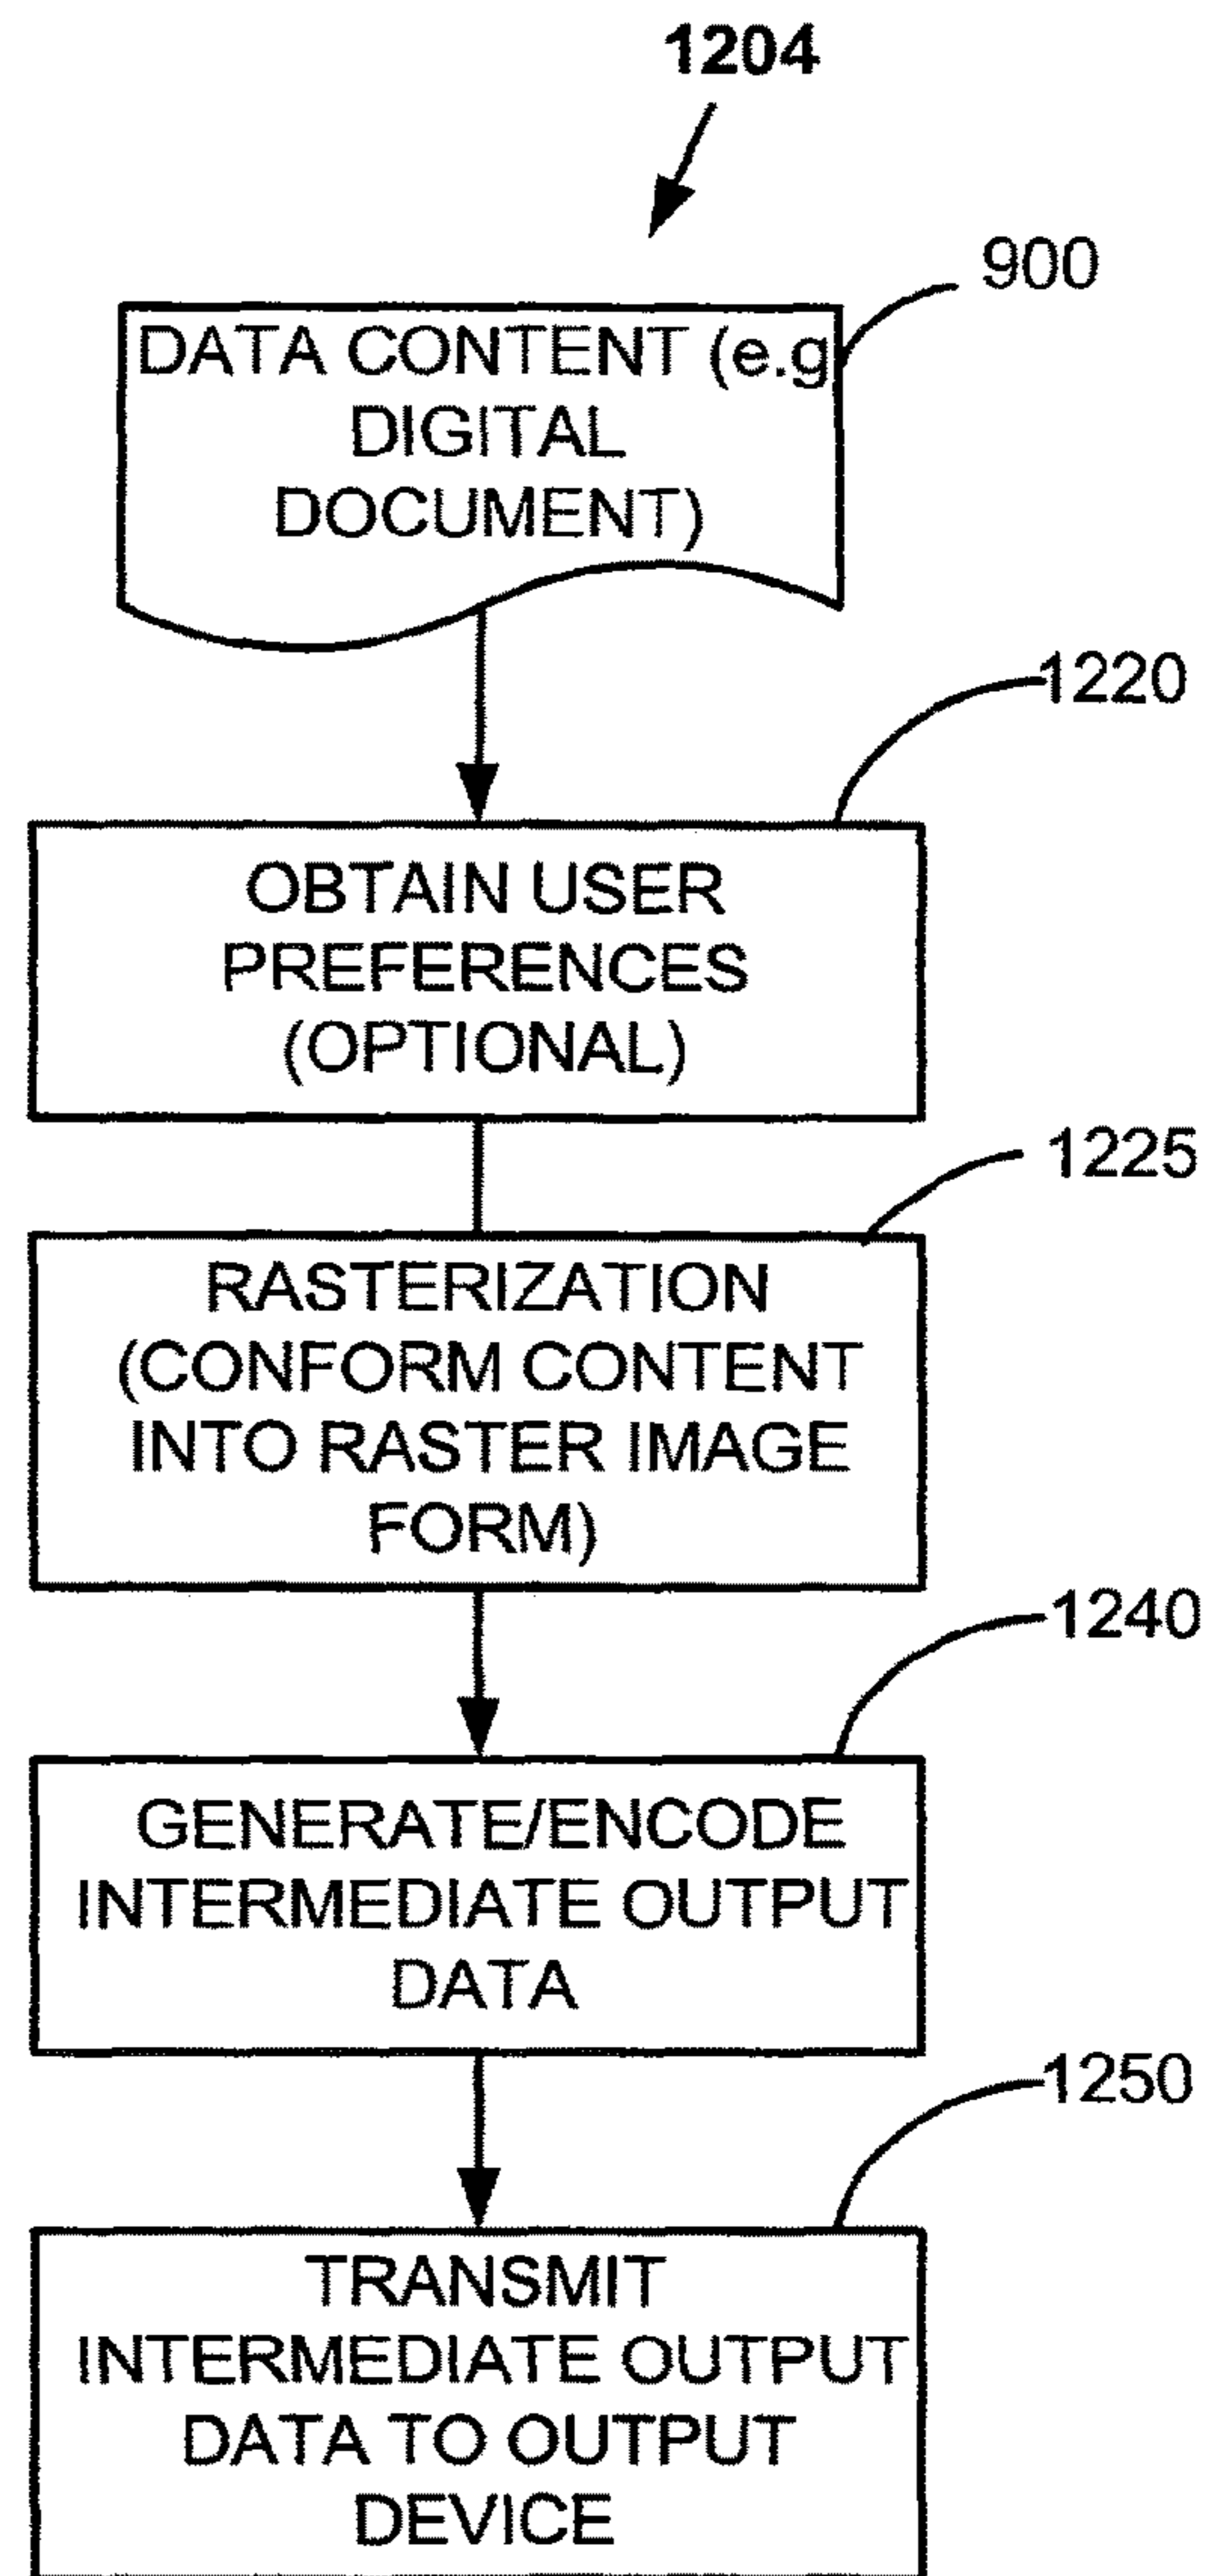 1204
900
DATA CONTENT (e.g
DIGITAL
DOCUMENT)
1220
OBTAIN USER
PREFERENCES
(OPTIONAL)
1225
RASTERIZATION
(CONFORM CONTENT
INTO RASTER IMAGE
FORM)
1240
GENERATE/ENCODE
INTERMEDIATE OUTPUT
DATA
1250
TRANSMIT
INTERMEDIATE OUTPUT
DATA TO OUTPUT
DEVICE